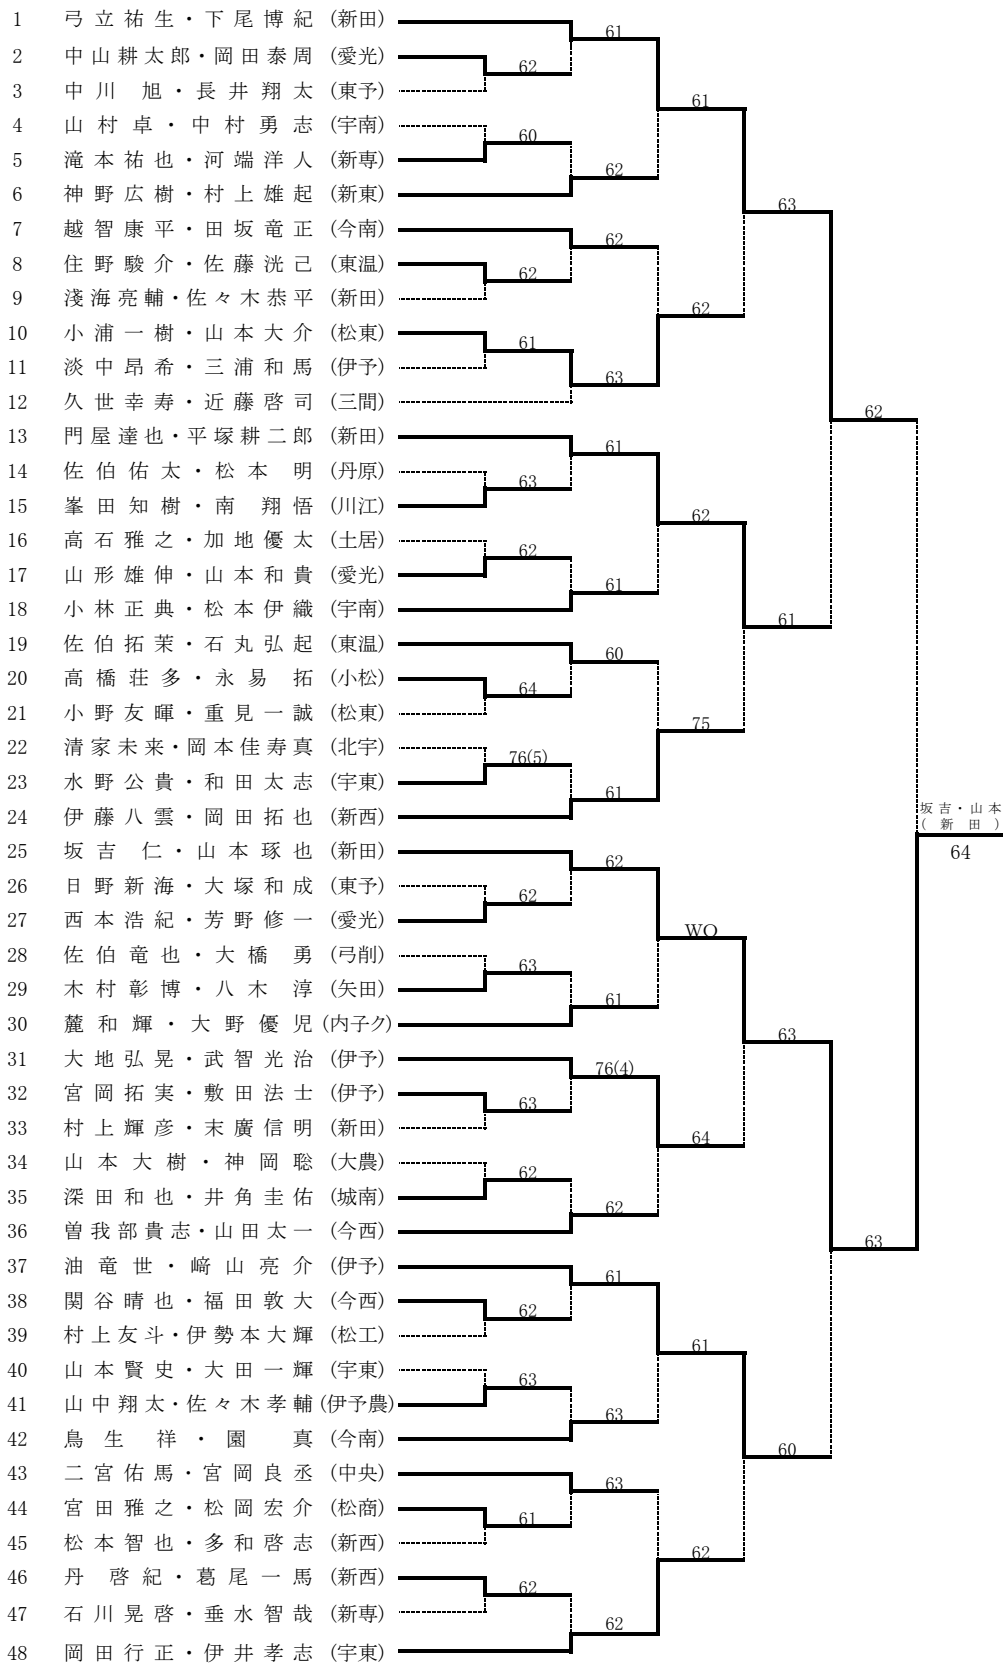 1 弓立祐生・下尾博紀 (新田)
61
2 中山耕太郎・岡田泰周 (愛光)
62
3 中川 旭・長井翔太 (東予)
61
4 山村卓・中村勇志 (宇南)
60
5 滝本祐也・河端洋人 (新専)
62
6 神野広樹・村上雄起 (新東)
63
7 越智康平・田坂竜正 (今南)
62
8 住野駿介・佐藤洸己 (東温)
62
9 淺海亮輔・佐々木恭平 (新田)
62
10 小浦一樹・山本大介 (松東)
61
11 淡中昂希・三浦和馬 (伊予)
63
12 久世幸寿・近藤啓司 (三間)
62
13 門屋達也・平塚耕二郎 (新田)
61
14 佐伯佑太・松本 明 (丹原)
63
15 峯田知樹・南 翔悟 (川江)
62
16 高石雅之・加地優太 (土居)
62
17 山形雄伸・山本和貴 (愛光)
61
18 小林正典・松本伊織 (宇南)
61
19 佐伯拓茉・石丸弘起 (東温)
60
20 高橋荘多・永易 拓 (小松)
64
21 小野友暉・重見一誠 (松東)
75
22 清家未来・岡本佳寿真 (北宇)
76(5)
23 水野公貴・和田太志 (宇東)
61
24 伊藤八雲・岡田拓也 (新西)
坂吉・山本
(新田)
64
25 坂吉 仁・山本琢也 (新田)
62
26 日野新海・大塚和成 (東予)
62
27 西本浩紀・芳野修一 (愛光)
WO
28 佐伯竜也・大橋 勇 (弓削)
63
29 木村彰博・八木 淳 (矢田)
61
30 麓和輝・大野優児 (内子ク)
63
31 大地弘晃・武智光治 (伊予)
76(4)
32 宮岡拓実・敷田法士 (伊予)
63
33 村上輝彦・末廣信明 (新田)
64
34 山本大樹・神岡聡 (大農)
62
35 深田和也・井角圭佑 (城南)
62
36 曽我部貴志・山田太一 (今西)
63
37 油竜世・﨑山亮介 (伊予)
61
38 関谷晴也・福田敦大 (今西)
62
39 村上友斗・伊勢本大輝 (松工)
61
40 山本賢史・大田一輝 (宇東)
63
41 山中翔太・佐々木孝輔 (伊予農)
63
42 鳥生 祥・園 真 (今南)
60
43 二宮佑馬・宮岡良丞 (中央)
63
44 宮田雅之・松岡宏介 (松商)
61
45 松本智也・多和啓志 (新西)
62
46 丹 啓紀・葛尾一馬 (新西)
62
47 石川晃啓・垂水智哉 (新専)
62
48 岡田行正・伊井孝志 (宇東)